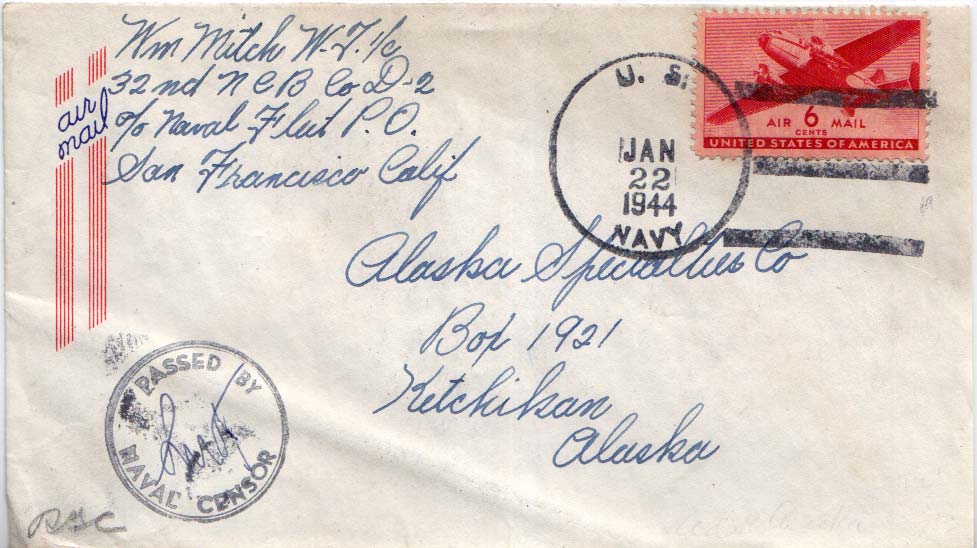 Wm Mitch W.T. 1/c
32nd N C B Co D-2
c/o Naval Fleet P. O.
San Francisco Calif
air
mail
U. S.
JAN
22
1944
NAVY
AIR 6 MAIL
CENTS
UNITED STATES OF AMERICA
Alaska Specialties Co
Box 1921
Ketchikan
Alaska
PASSED BY
NAVAL CENSOR